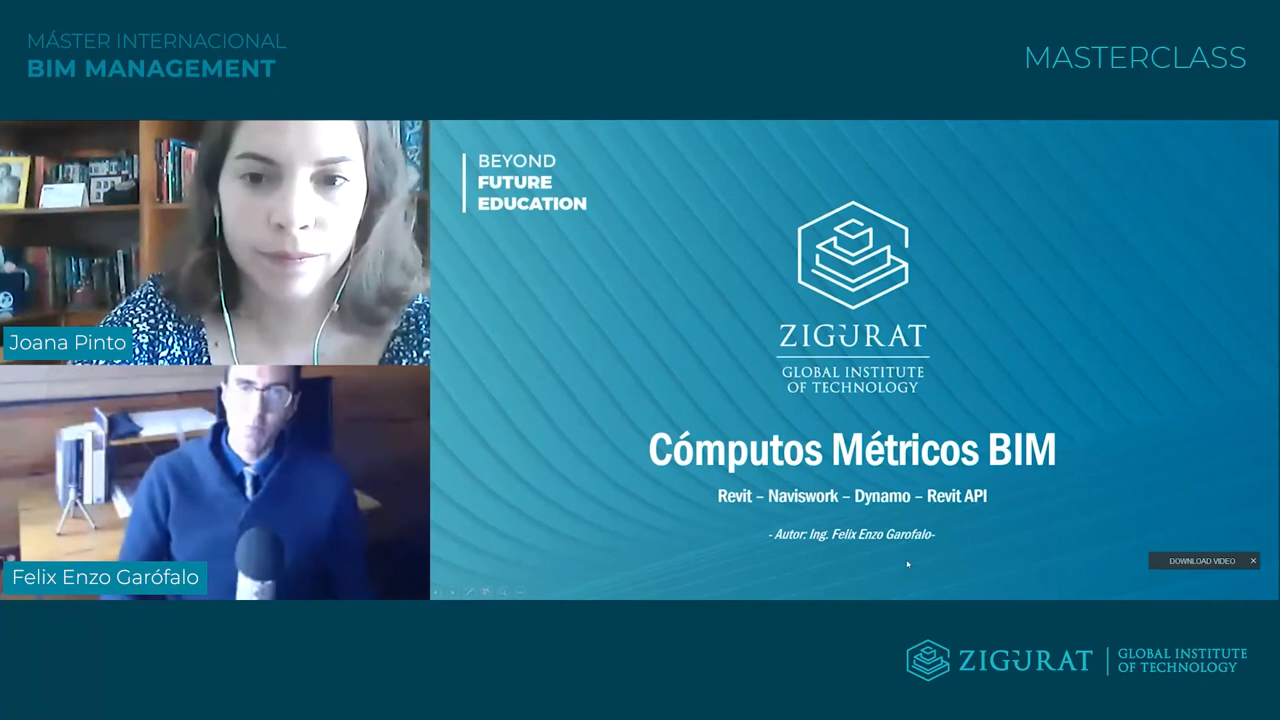 MÁSTER INTERNACIONAL
BIM MANAGEMENT
MASTERCLASS
Joana Pinto
Felix Enzo Garófalo
BEYOND
FUTURE
EDUCATION
ZIGURAT
GLOBAL INSTITUTE
OF TECHNOLOGY
Cómputos Métricos BIM
Revit – Naviswork – Dynamo – Revit API
- Autor: Ing. Felix Enzo Garofalo-
DOWNLOAD VIDEO
ZIGURAT
GLOBAL INSTITUTE
OF TECHNOLOGY